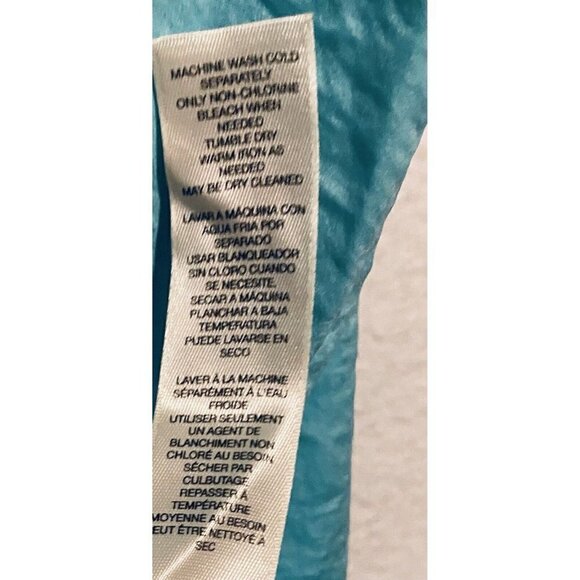 MACHINE WASH COLD
SEPARATELY
ONLY NON-CHLORINE
BLEACH WHEN
NEEDED
TUMBLE DRY
WARM IRON AS
NEEDED
MAY BE DRY CLEANED
LAVAR A MÁQUINA CON
AGUA FRIA POR
SEPARADO
USAR BLANQUEADOR
SIN CLORO CUANDO
SE NECESITE.
SECAR A MÁQUINA
PLANCHAR A BAJA
TEMPERATURA
PUEDE LAVARSE EN
SECO
LAVER À LA MACHINE
SÉPARÉMENT À L'EAU
FROIDE
UTILISER SEULEMENT
UN AGENT DE
BLANCHIMENT NON
CHLORÉ AU BESOIN
SÉCHER PAR
CULBUTAGE
REPASSER À
TEMPÉRATURE
MOYENNE AU BESOIN
PEUT ÊTRE NETTOYÉ A
SEC